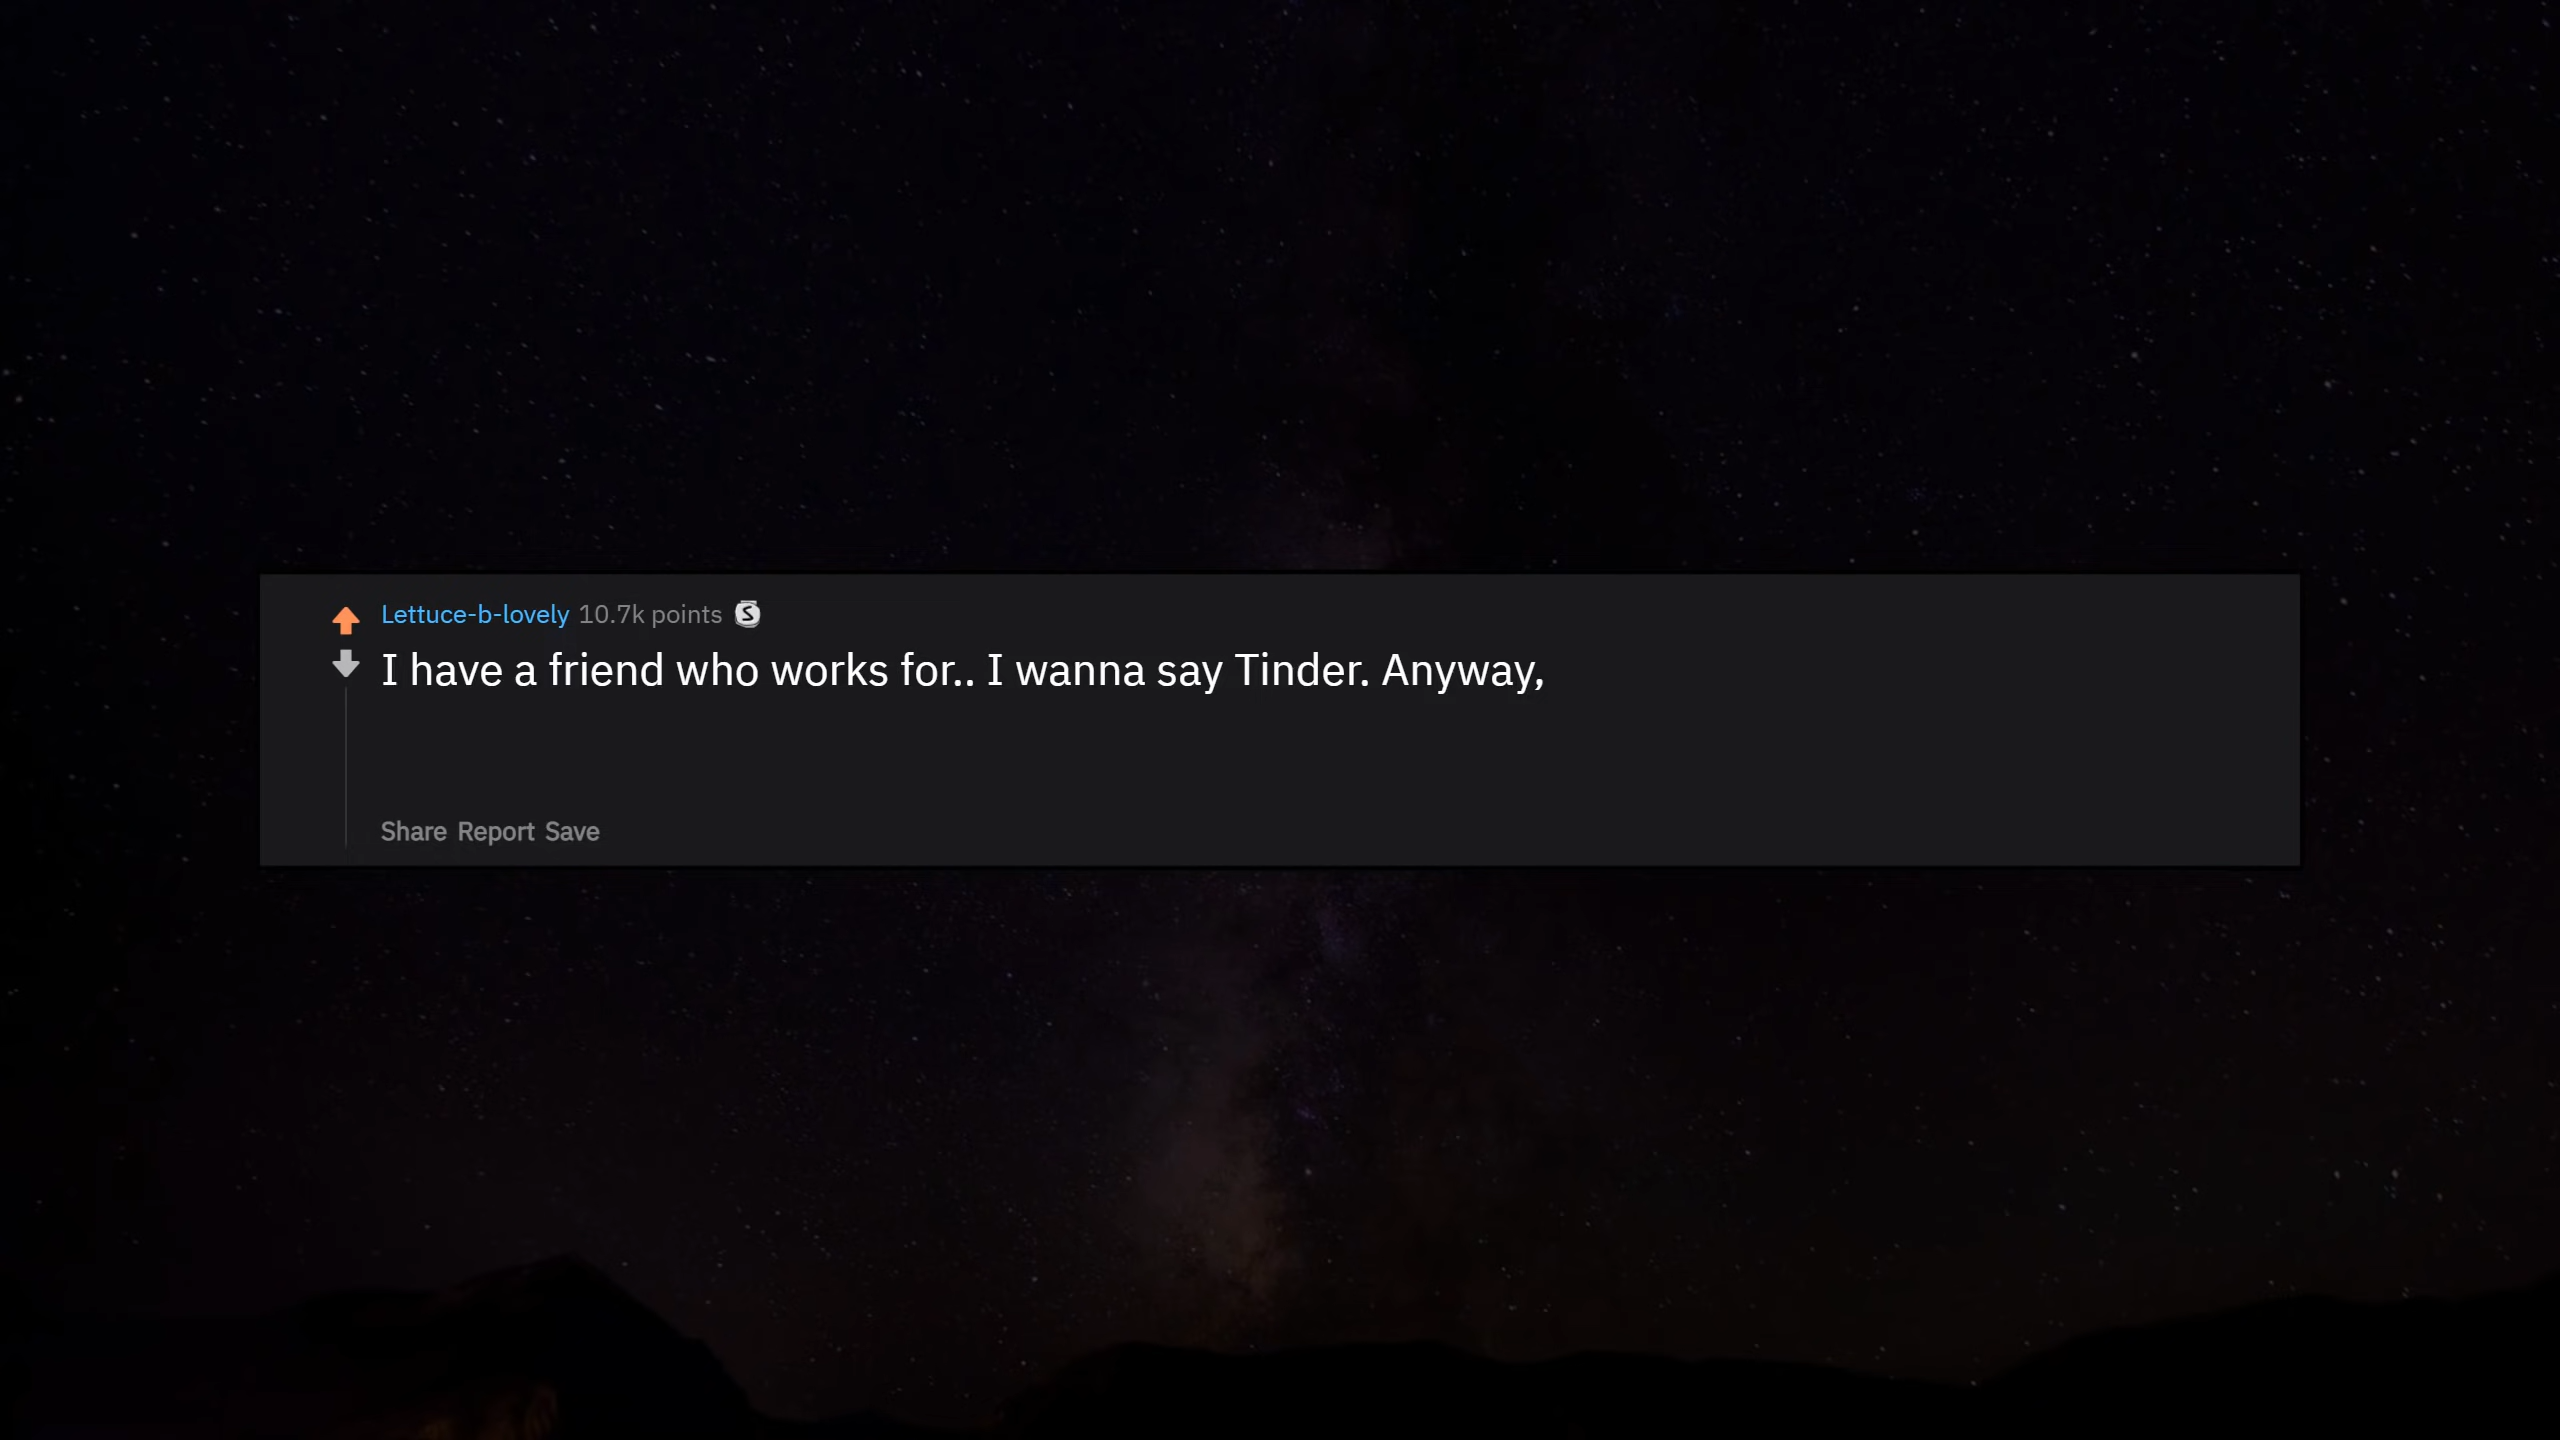 Lettuce-b-lovely 10.7k points S
I have a friend who works for.. I wanna say Tinder. Anyway,
Share Report Save